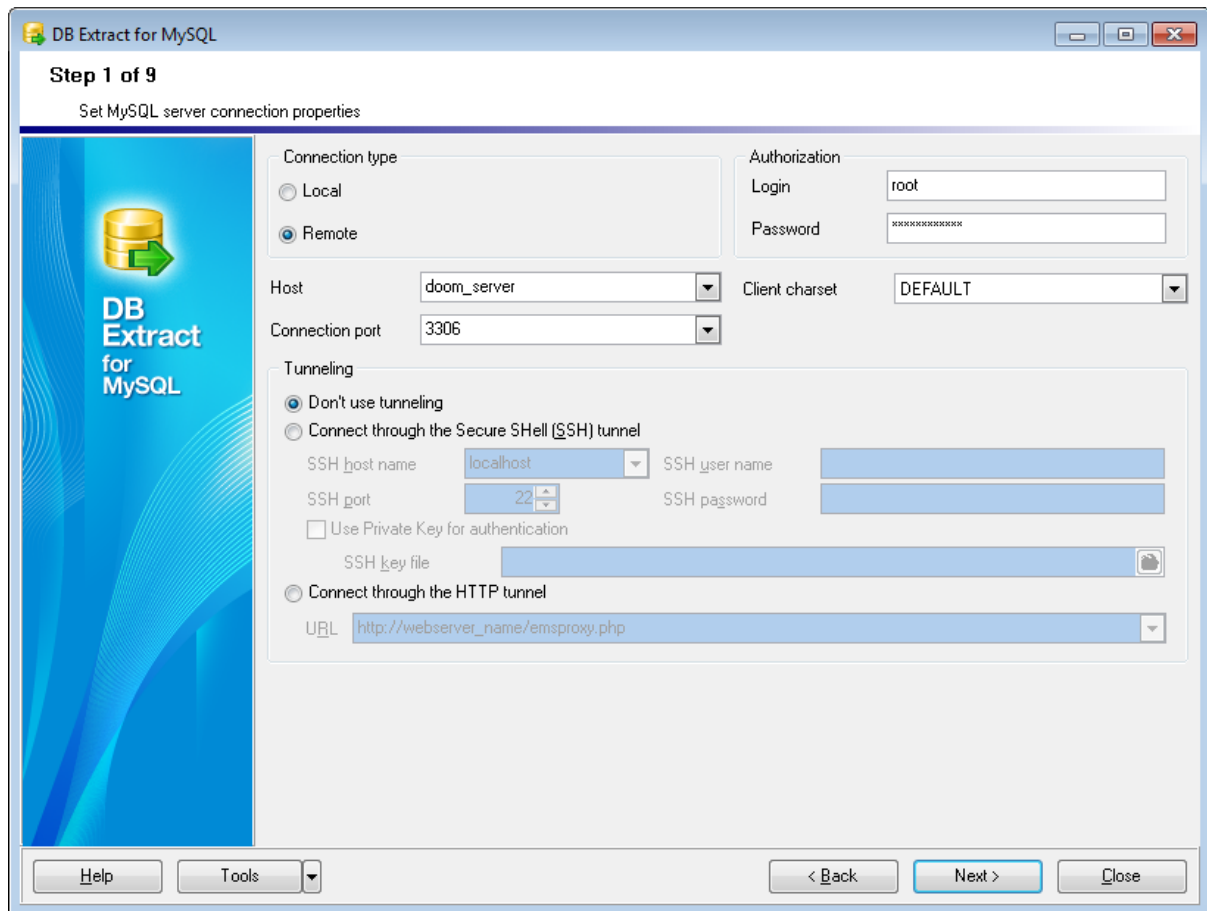 DB Extract for MySQL
Step 1 of 9
Set MySQL server connection properties
DB
Extract
for
MySQL
Connection type
Local
Remote
Authorization
Login root
Password ************
Host doom_server
Client charset DEFAULT
Connection port 3306
Tunneling
Don't use tunneling
Connect through the Secure SHell (SSH) tunnel
SSH host name localhost SSH user name
SSH port 22 SSH password
Use Private Key for authentication
SSH key file
Connect through the HTTP tunnel
URL http://webserver_name/emsproxy.php
Help Tools < Back Next > Close